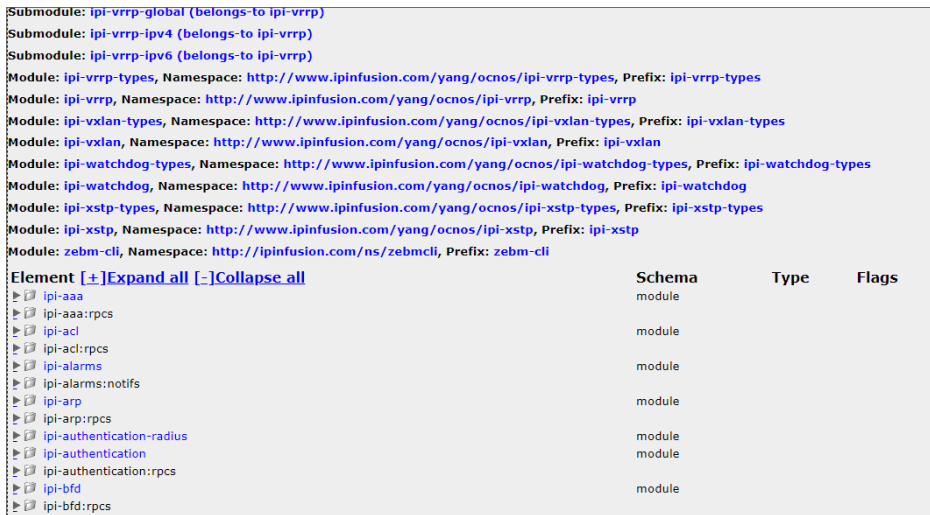 Submodule: ipi-vrrp-global (belongs-to ipi-vrrp)
Submodule: ipi-vrrp-ipv4 (belongs-to ipi-vrrp)
Submodule: ipi-vrrp-ipv6 (belongs-to ipi-vrrp)
Module: ipi-vrrp-types, Namespace: http://www.ipinfusion.com/yang/ocnos/ipi-vrrp-types, Prefix: ipi-vrrp-types
Module: ipi-vrrp, Namespace: http://www.ipinfusion.com/yang/ocnos/ipi-vrrp, Prefix: ipi-vrrp
Module: ipi-vxlan-types, Namespace: http://www.ipinfusion.com/yang/ocnos/ipi-vxlan-types, Prefix: ipi-vxlan-types
Module: ipi-vxlan, Namespace: http://www.ipinfusion.com/yang/ocnos/ipi-vxlan, Prefix: ipi-vxlan
Module: ipi-watchdog-types, Namespace: http://www.ipinfusion.com/yang/ocnos/ipi-watchdog-types, Prefix: ipi-watchdog-types
Module: ipi-watchdog, Namespace: http://www.ipinfusion.com/yang/ocnos/ipi-watchdog, Prefix: ipi-watchdog
Module: ipi-xstp-types, Namespace: http://www.ipinfusion.com/yang/ocnos/ipi-xstp-types, Prefix: ipi-xstp-types
Module: ipi-xstp, Namespace: http://www.ipinfusion.com/yang/ocnos/ipi-xstp, Prefix: ipi-xstp
Module: zebm-cli, Namespace: http://ipinfusion.com/ns/zebmcli, Prefix: zebm-cli
Element [+]Expand all [-]Collapse all Schema Type Flags
ipi-aaa module
ipi-aaa:rpcs
ipi-acl module
ipi-acl:rpcs
ipi-alarms module
ipi-alarms:notifs
ipi-arp module
ipi-arp:rpcs
ipi-authentication-radius module
ipi-authentication module
ipi-authentication:rpcs
ipi-bfd module
ipi-bfd:rpcs